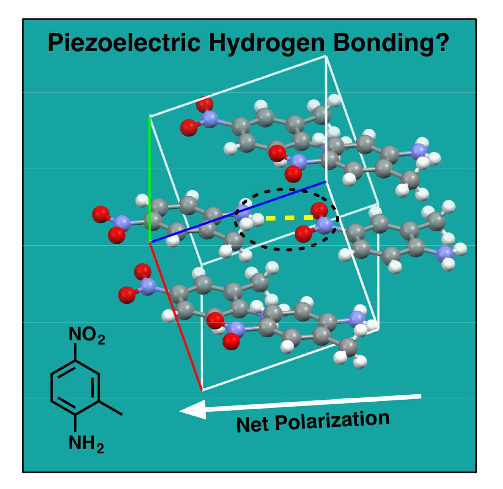 Piezoelectric Hydrogen Bonding?
NO₂
NH₂
Net Polarization